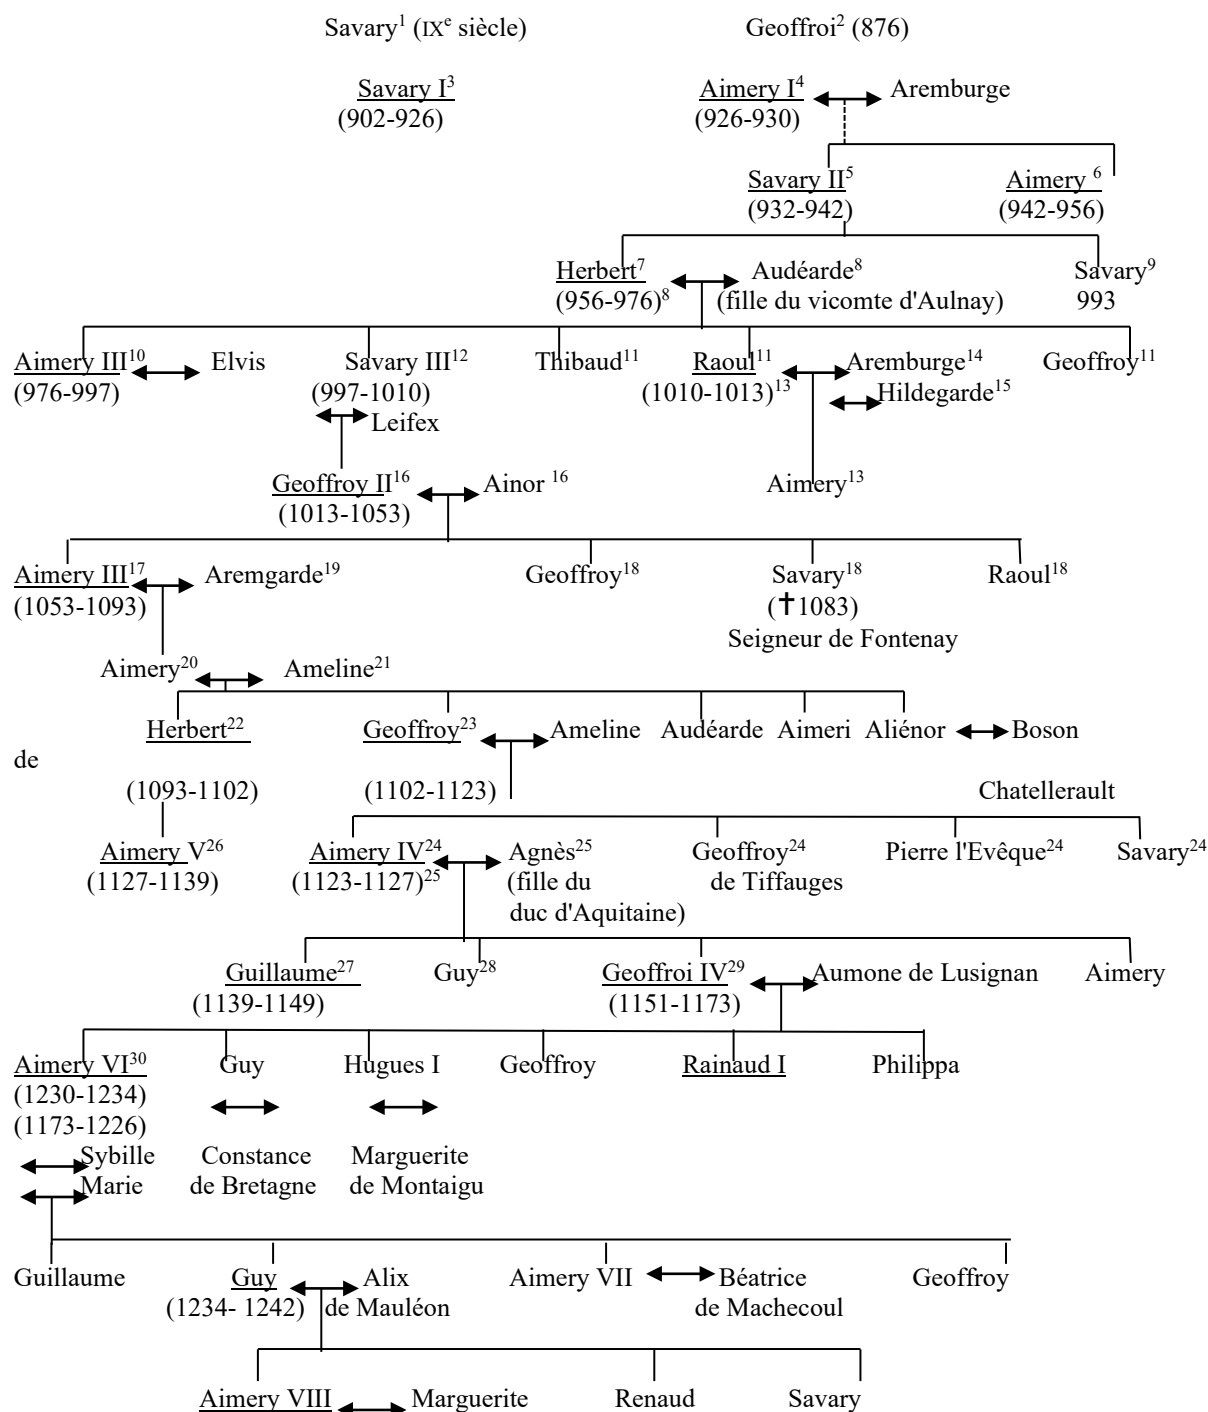 Savary¹ (IXᵉ siècle) Geoffroi² (876)
Savary I³ Aimery I⁴ Aremburge
(902-926) (926-930)
Savary II⁵ Aimery ⁶
(932-942) (942-956)
Herbert⁷ Audéarde⁸ Savary⁹
(956-976)⁸ (fille du vicomte d'Aulnay) 993
Aimery III¹⁰ Elvis Savary III¹² Thibaud¹¹ Raoul¹¹ Aremburge¹⁴ Geoffroy¹¹
(976-997) (997-1010) (1010-1013)¹³ Hildegarde¹⁵
Leifex
Geoffroy II¹⁶ Ainor ¹⁶ Aimery¹³
(1013-1053)
Aimery III¹⁷ Aremgarde¹⁹ Geoffroy¹⁸ Savary¹⁸ Raoul¹⁸
(1053-1093) (✝1083)
Seigneur de Fontenay
Aimery²⁰ Ameline²¹
Herbert²² Geoffroy²³ Ameline Audéarde Aimeri Aliénor Boson
de
(1093-1102) (1102-1123) Chatellerault
Aimery V²⁶ Aimery IV²⁴ Agnès²⁵ Geoffroy²⁴ Pierre l'Evêque²⁴ Savary²⁴
(1127-1139) (1123-1127)²⁵ (fille du de Tiffauges
duc d'Aquitaine)
Guillaume²⁷ Guy²⁸ Geoffroi IV²⁹ Aumone de Lusignan Aimery
(1139-1149) (1151-1173)
Aimery VI³⁰ Guy Hugues I Geoffroy Rainaud I Philippa
(1230-1234)
(1173-1226)
Sybille Constance Marguerite
Marie de Bretagne de Montaigu
Guillaume Guy Alix Aimery VII Béatrice Geoffroy
(1234- 1242) de Mauléon de Machecoul
Aimery VIII Marguerite Renaud Savary